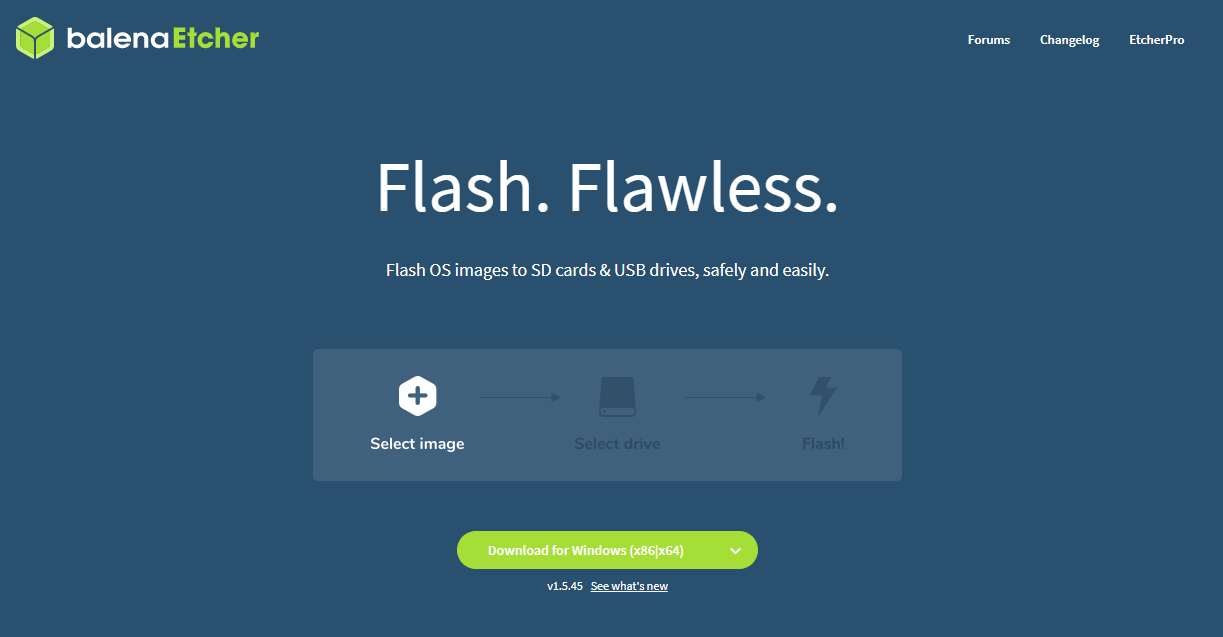 balenaEtcher
Forums Changelog EtcherPro
Flash. Flawless.
Flash OS images to SD cards & USB drives, safely and easily.
Select image Select drive Flash!
Download for Windows (x86|x64)
v1.5.45 See what's new